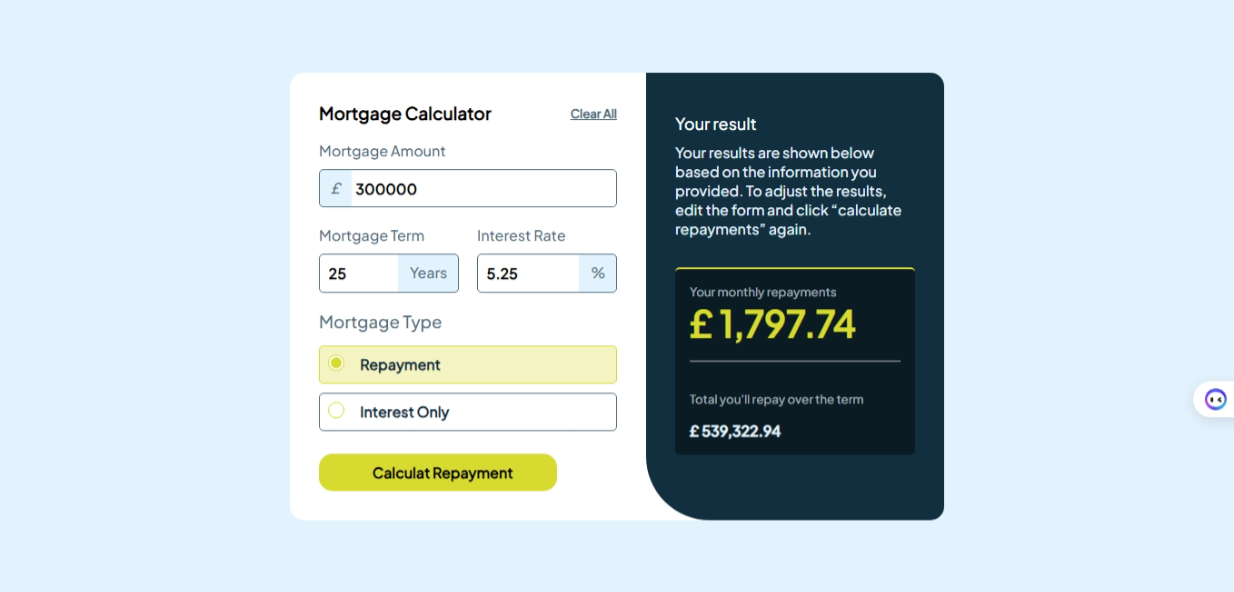 Mortgage Calculator
Clear All
Mortgage Amount
£ 300000
Mortgage Term
Interest Rate
25 Years
5.25 %
Mortgage Type
Repayment
Interest Only
Calculat Repayment
Your result
Your results are shown below
based on the information you
provided. To adjust the results,
edit the form and click “calculate
repayments” again.
Your monthly repayments
£ 1,797.74
Total you'll repay over the term
£ 539,322.94